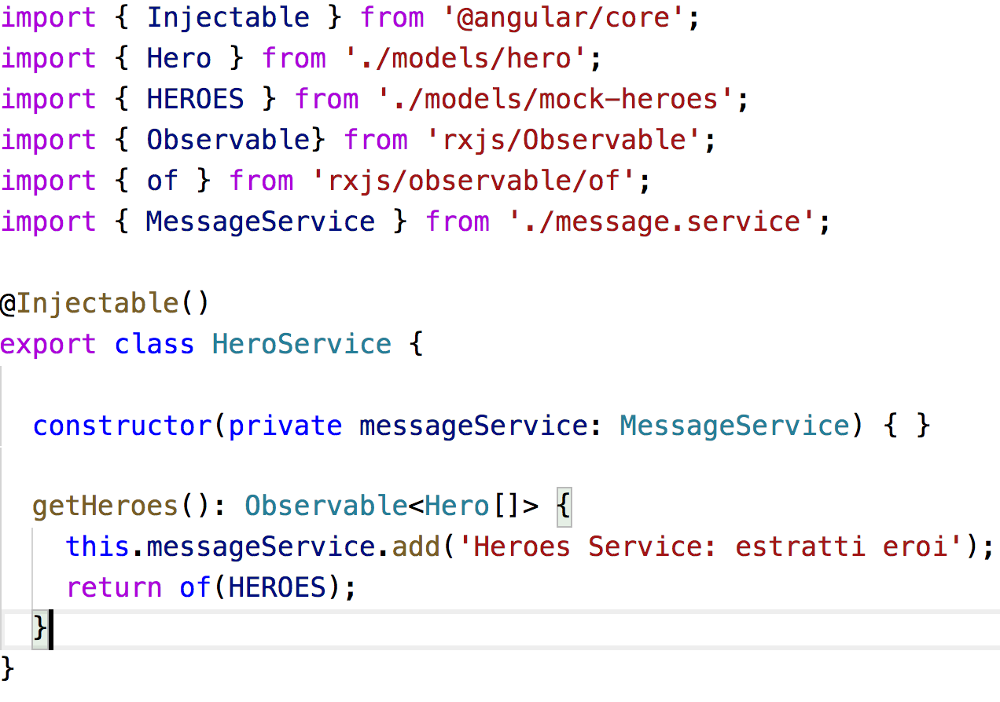 import { Injectable } from '@angular/core';
import { Hero } from './models/hero';
import { HEROES } from './models/mock-heroes';
import { Observable} from 'rxjs/Observable';
import { of } from 'rxjs/observable/of';
import { MessageService } from './message.service';

@Injectable()
export class HeroService {

  constructor(private messageService: MessageService) { }

  getHeroes(): Observable<Hero[]> {
    this.messageService.add('Heroes Service: estratti eroi');
    return of(HEROES);
  }
}